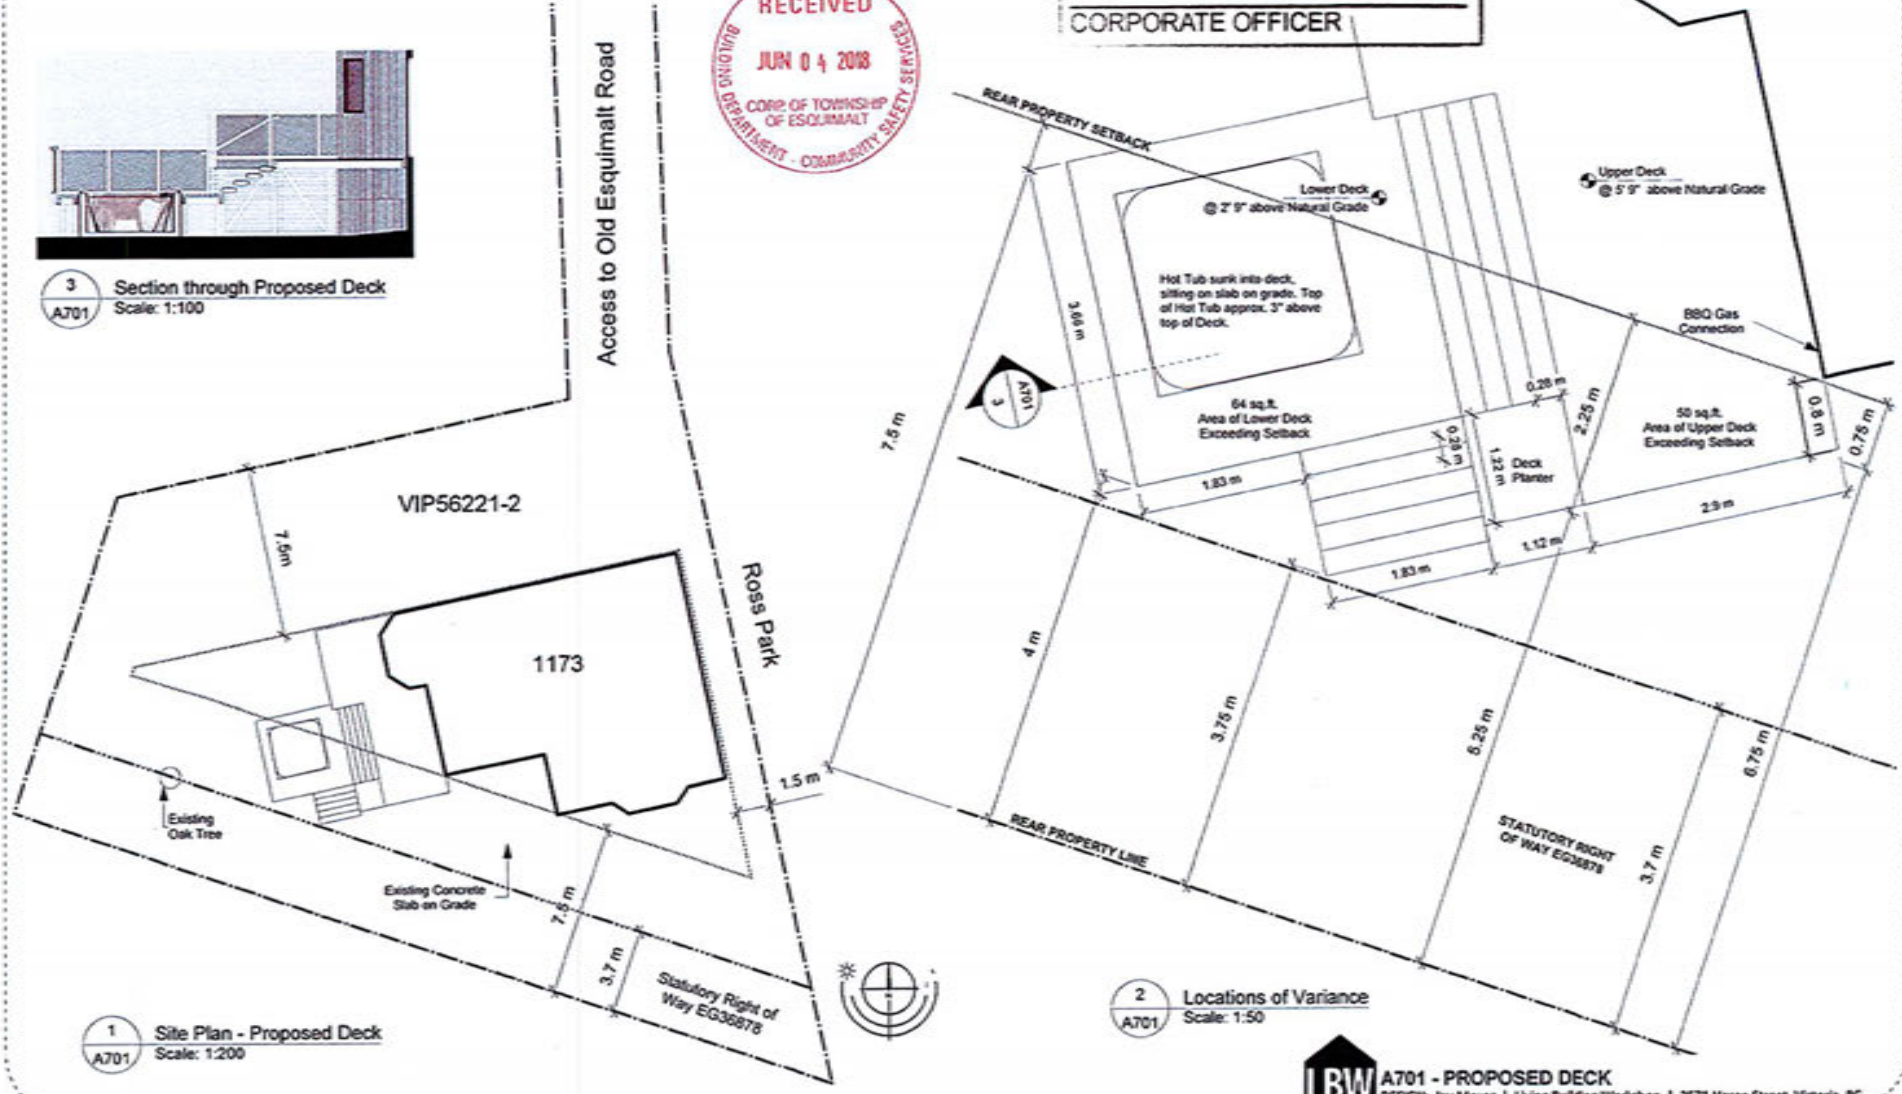 RECEIVED
BUILDING DEPARTMENT - COMMUNITY SAFETY SERVICES
JUN 04 2018
CORP. OF TOWNSHIP
OF ESQUIMALT
CORPORATE OFFICER
3
A701
Section through Proposed Deck
Scale: 1:100
Access to Old Esquimalt Road
VIP56221-2
7.5m
1173
Ross Park
1.5 m
Existing
Oak Tree
Existing Concrete
Slab on Grade
7.5 m
3.7 m
Statutory Right of
Way EG36878
1
A701
Site Plan - Proposed Deck
Scale: 1:200
REAR PROPERTY SETBACK
Lower Deck
@ 2' 9" above Natural Grade
Upper Deck
@ 5' 9" above Natural Grade
Hot Tub sunk into deck,
sitting on slab on grade. Top
of Hot Tub approx. 3" above
top of Deck.
3.66 m
BBQ Gas
Connection
A701
3
7.5 m
64 sq.ft.
Area of Lower Deck
Exceeding Setback
0.28 m
2.25 m
50 sq.ft.
Area of Upper Deck
Exceeding Setback
0.8 m
0.75 m
0.28 m
1.22 m
Deck
Planter
1.83 m
2.9 m
1.12 m
1.83 m
4 m
3.75 m
5.25 m
6.75 m
3.7 m
REAR PROPERTY LINE
STATUTORY RIGHT
OF WAY EG36878
2
A701
Locations of Variance
Scale: 1:50
LBW
A701 - PROPOSED DECK